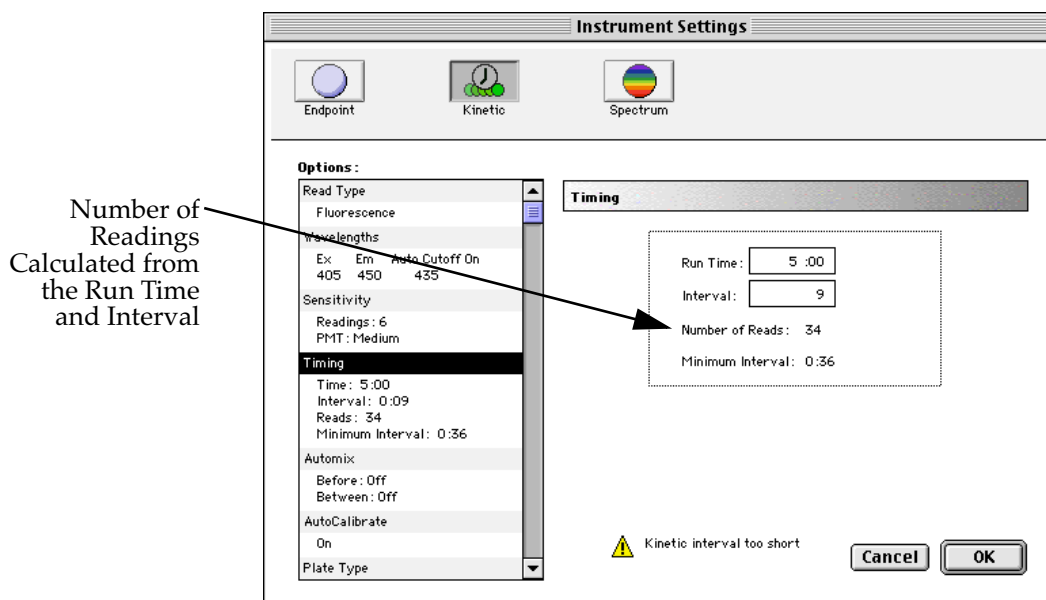 Instrument Settings
Endpoint
Kinetic
Spectrum
Number of
Readings
Calculated from
the Run Time
and Interval
Options:
Read Type
Fluorescence
Wavelengths
Ex Em Auto Cutoff On
405 450 435
Sensitivity
Readings: 6
PMT: Medium
Timing
Time: 5:00
Interval: 0:09
Reads: 34
Minimum Interval: 0:36
Automix
Before: Off
Between: Off
AutoCalibrate
On
Plate Type
Timing
Run Time: 5 :00
Interval: 9
Number of Reads: 34
Minimum Interval: 0:36
Kinetic interval too short
Cancel
OK